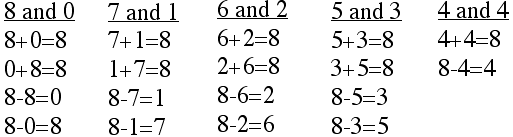 8 and 0 7 and 1 6 and 2 5 and 3 4 and 4
8+0=8 7+1=8 6+2=8 5+3=8 4+4=8
0+8=8 1+7=8 2+6=8 3+5=8 8-4=4
8-8=0 8-7=1 8-6=2 8-5=3
8-0=8 8-1=7 8-2=6 8-3=5